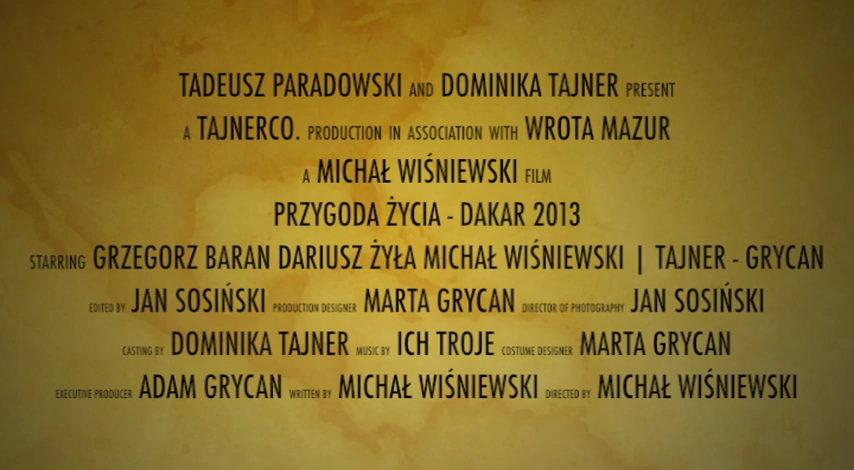 TADEUSZ PARADOWSKI AND DOMINIKA TAJNER PRESENT
A TAJNERCO. PRODUCTION IN ASSOCIATION WITH WROTA MAZUR
A MICHAŁ WIŚNIEWSKI FILM
PRZYGODA ŻYCIA - DAKAR 2013
STARRING GRZEGORZ BARAN DARIUSZ ŻYŁA MICHAŁ WIŚNIEWSKI | TAJNER - GRYCAN
EDITED BY JAN SOSIŃSKI PRODUCTION DESIGNER MARTA GRYCAN DIRECTOR OF PHOTOGRAPHY JAN SOSIŃSKI
CASTING BY DOMINIKA TAJNER MUSIC BY ICH TROJE COSTUME DESIGNER MARTA GRYCAN
EXECUTIVE PRODUCER ADAM GRYCAN WRITTEN BY MICHAŁ WIŚNIEWSKI DIRECTED BY MICHAŁ WIŚNIEWSKI